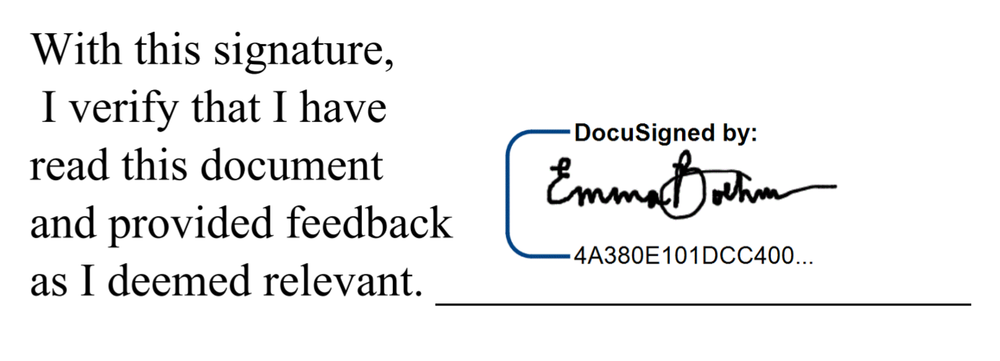 With this signature,
I verify that I have
read this document
and provided feedback
as I deemed relevant.
DocuSigned by:
Emma Boehm
4A380E101DCC400...